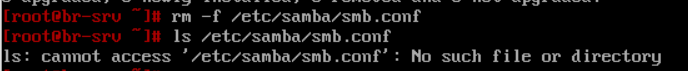 [root@br-srv ~]# rm -f /etc/samba/smb.conf
[root@br-srv ~]# ls /etc/samba/smb.conf
ls: cannot access '/etc/samba/smb.conf': No such file or directory